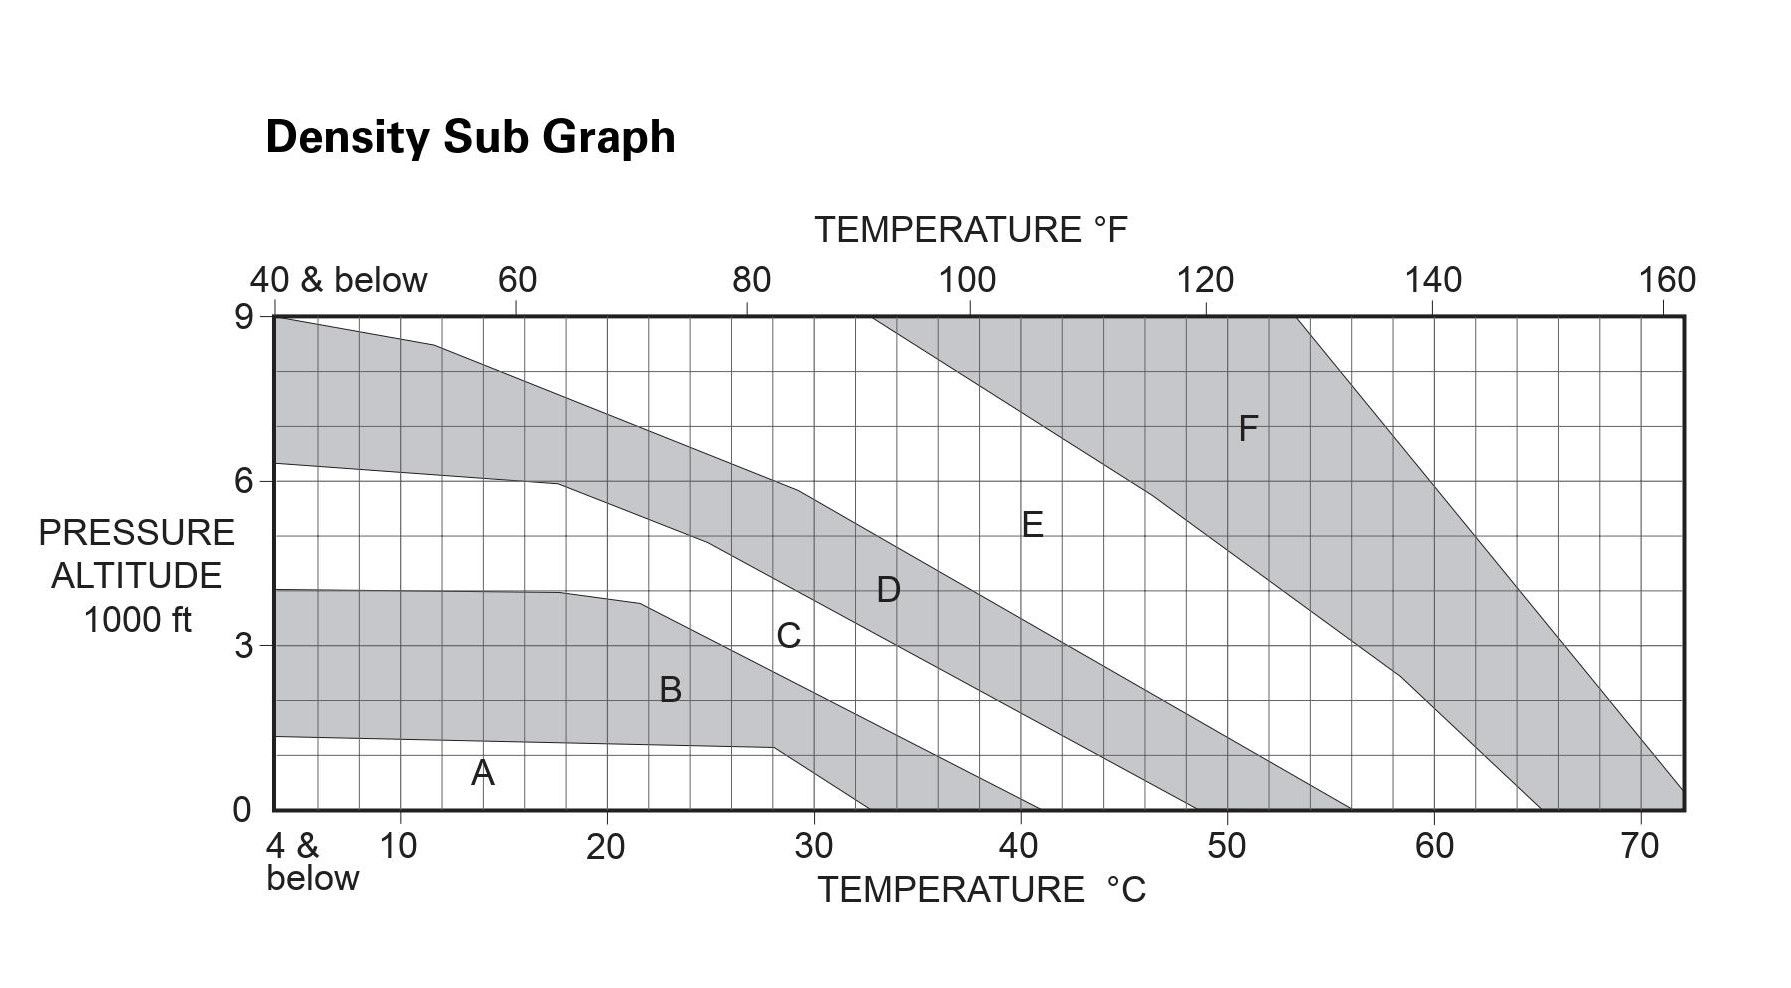 Density Sub Graph
TEMPERATURE °F
40 & below 60 80 100 120 140 160
9
6
PRESSURE
ALTITUDE
1000 ft
3
0
F
E
D
C
B
A
4 & 10 20 30 40 50 60 70
below
TEMPERATURE °C